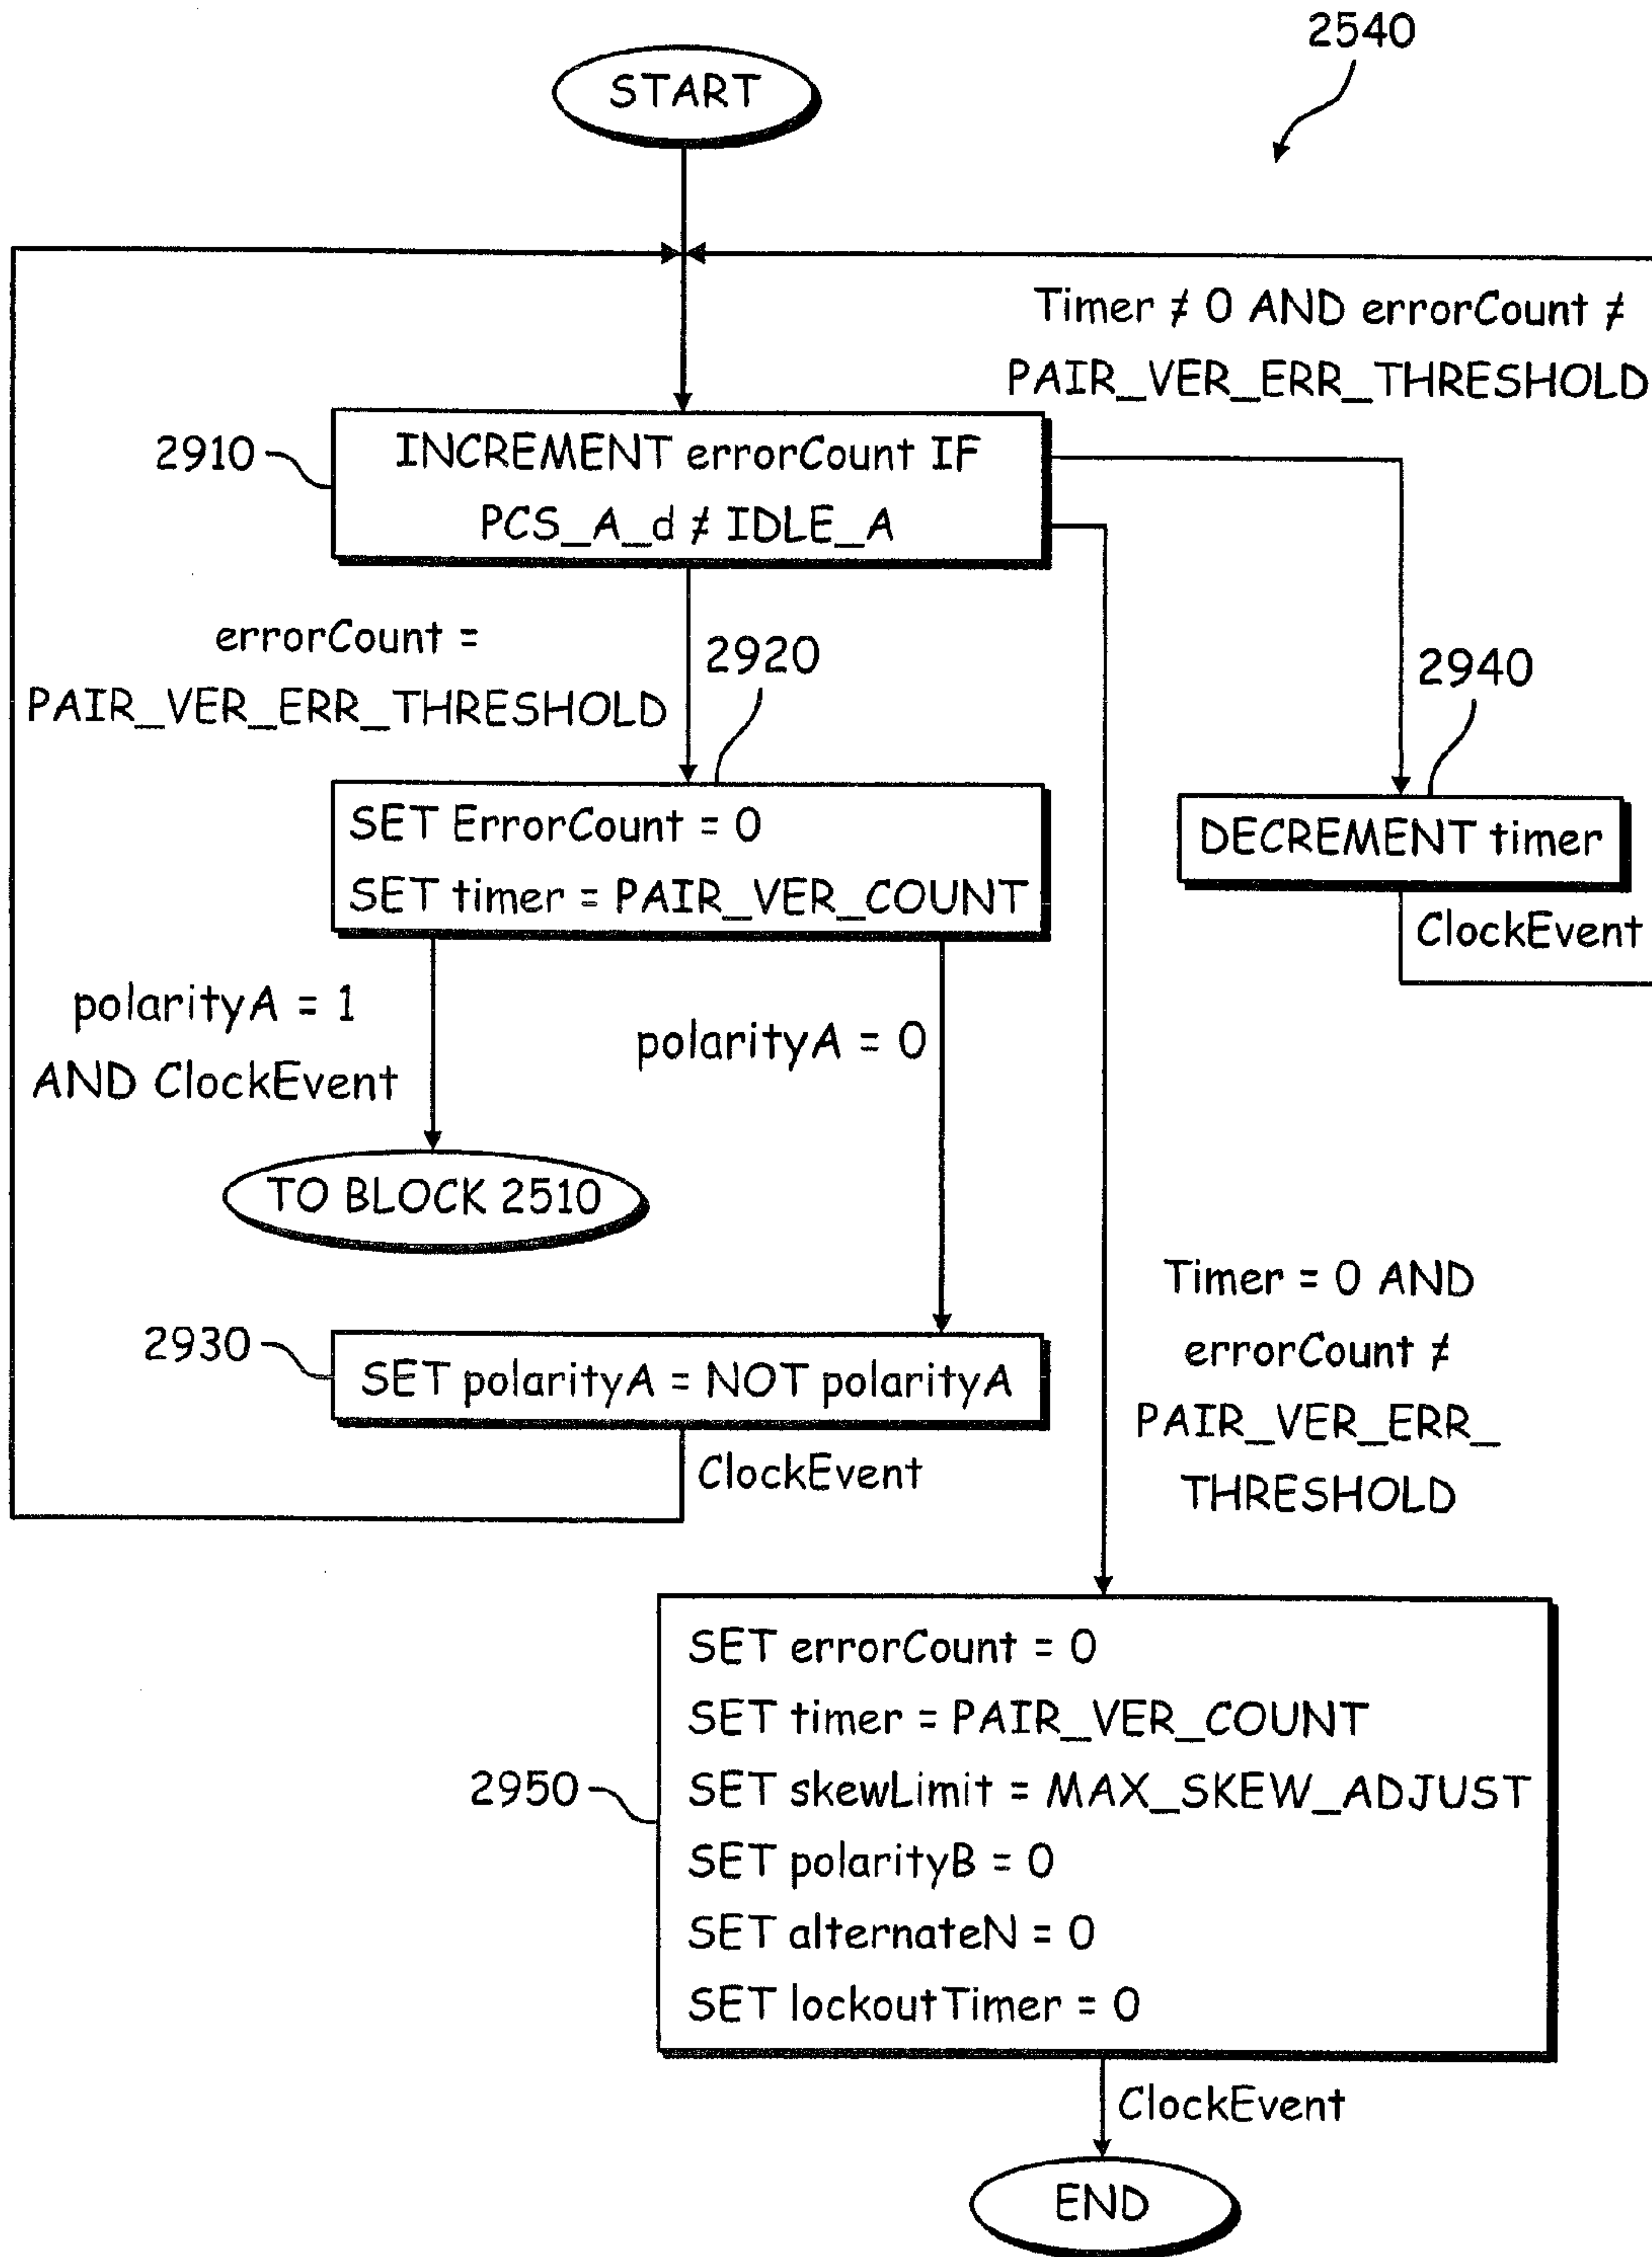 2540
START
Timer ≠ 0 AND errorCount ≠
PAIR_VER_ERR_THRESHOLD
2910
INCREMENT errorCount IF
PCS_A_d ≠ IDLE_A
errorCount =
PAIR_VER_ERR_THRESHOLD
2920
2940
SET ErrorCount = 0
SET timer = PAIR_VER_COUNT
DECREMENT timer
ClockEvent
polarityA = 1
AND ClockEvent
polarityA = 0
TO BLOCK 2510
Timer = 0 AND
errorCount ≠
PAIR_VER_ERR_
THRESHOLD
2930
SET polarityA = NOT polarityA
ClockEvent
2950
SET errorCount = 0
SET timer = PAIR_VER_COUNT
SET skewLimit = MAX_SKEW_ADJUST
SET polarityB = 0
SET alternateN = 0
SET lockoutTimer = 0
ClockEvent
END